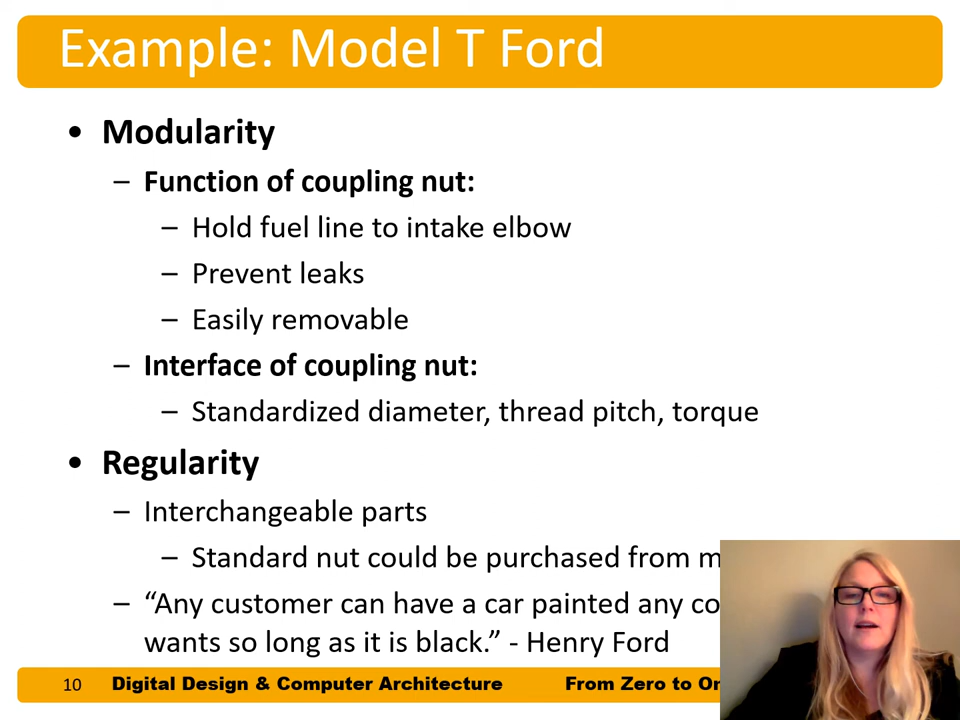 Example: Model T Ford
• Modularity
– Function of coupling nut:
– Hold fuel line to intake elbow
– Prevent leaks
– Easily removable
– Interface of coupling nut:
– Standardized diameter, thread pitch, torque
• Regularity
– Interchangeable parts
– Standard nut could be purchased from
– “Any customer can have a car painted any
wants so long as it is black.” - Henry Ford
10 Digital Design & Computer Architecture From Zero to